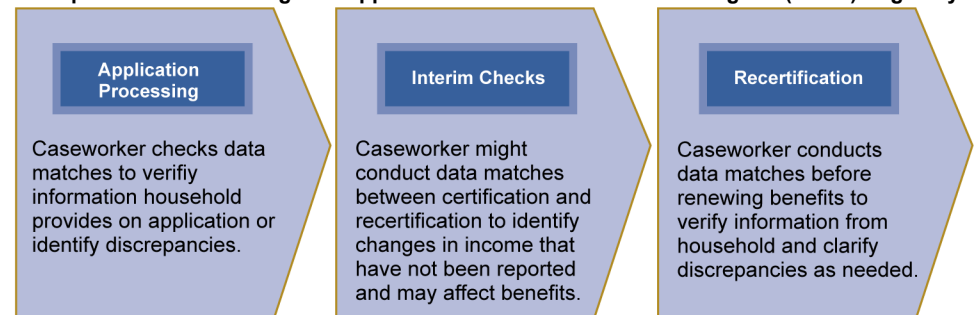 Application
Processing
Caseworker checks data
matches to verifiy
information household
provides on application or
identify discrepancies.
Interim Checks
Caseworker might
conduct data matches
between certification and
recertification to identify
changes in income that
have not been reported
and may affect benefits.
Recertification
Caseworker conducts
data matches before
renewing benefits to
verify information from
household and clarify
discrepancies as needed.